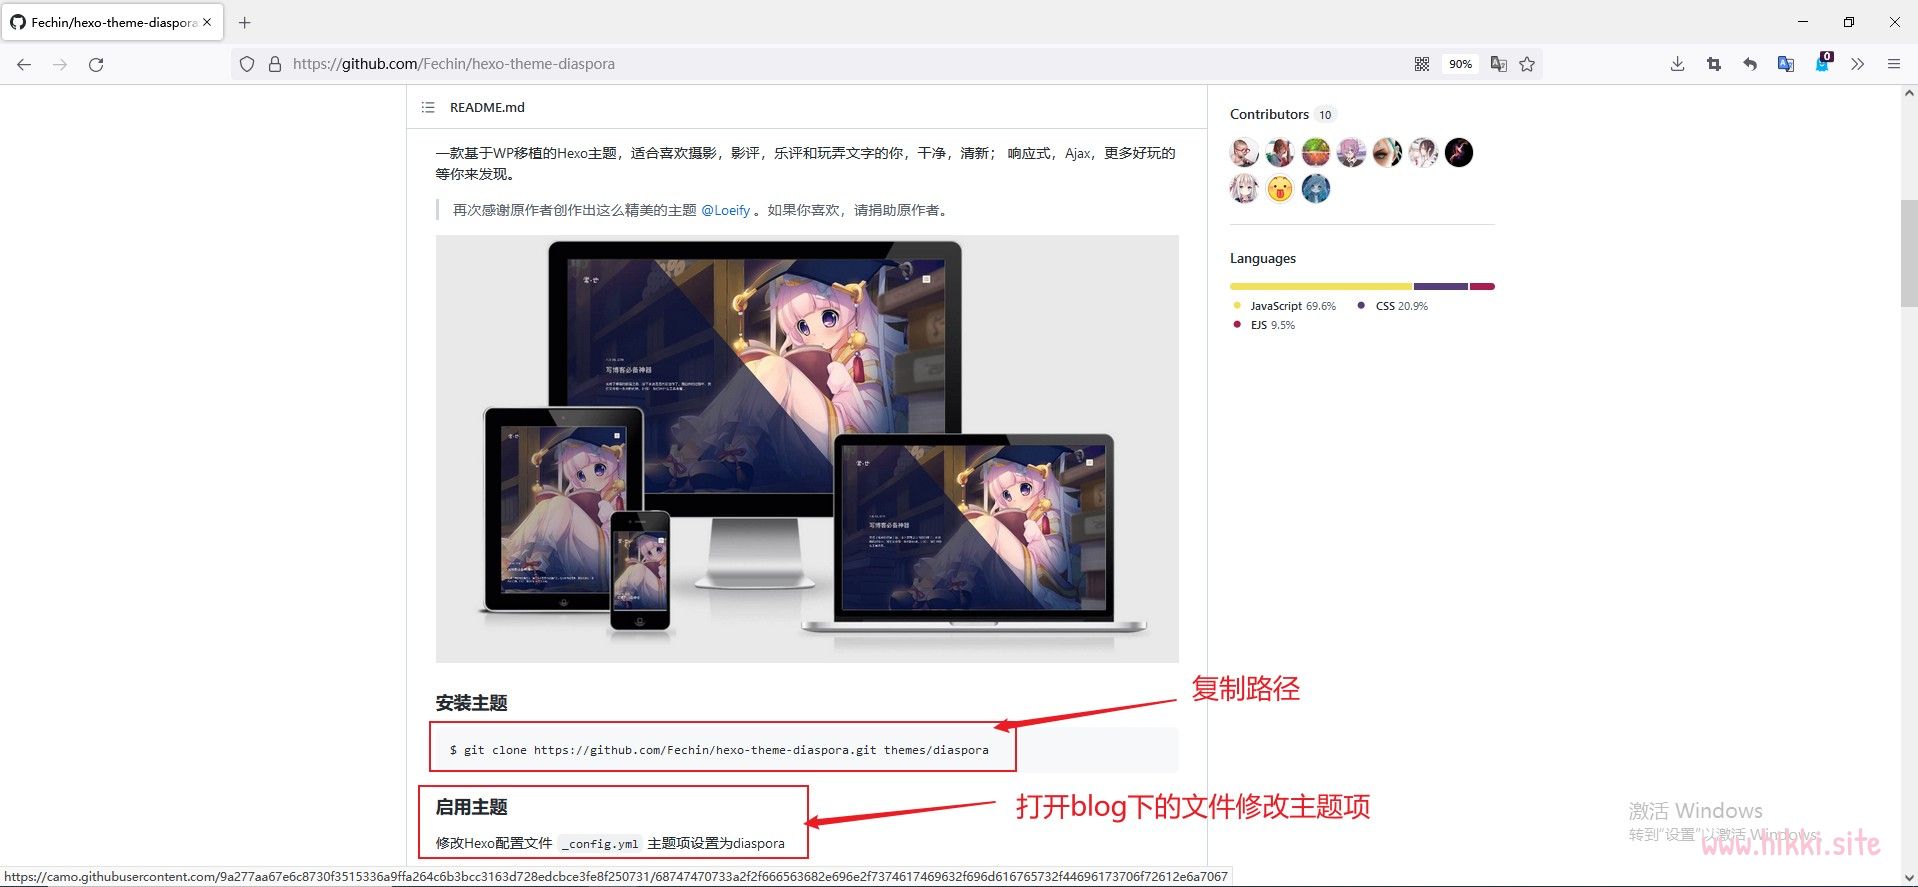 Fechin/hexo-theme-diaspora
https://github.com/Fechin/hexo-theme-diaspora
90%
0
README.md
一款基于WP移植的Hexo主题，适合喜欢摄影，影评，乐评和玩弄文字的你，干净，清新； 响应式，Ajax，更多好玩的
等你来发现。
再次感谢原作者创作出这么精美的主题 @Loeify 。如果你喜欢，请捐助原作者。
写博客必备神器
写博客必备神器
安装主题
复制路径
$ git clone https://github.com/Fechin/hexo-theme-diaspora.git themes/diaspora
启用主题
打开blog下的文件修改主题项
修改Hexo配置文件 _config.yml 主题项设置为diaspora
Contributors 10
Languages
JavaScript 69.6%
CSS 20.9%
EJS 9.5%
激活 Windows
转到“设置”以激活 Windows。
www.hikki.site
https://camo.githubusercontent.com/9a277aa67e6c8730f3515336a9ffa264c6b3bcc3163d728edcbce3fe8f250731/68747470733a2f2f666563682e696e2f7374617469632f696d616765732f44696173706f72612e6a7067